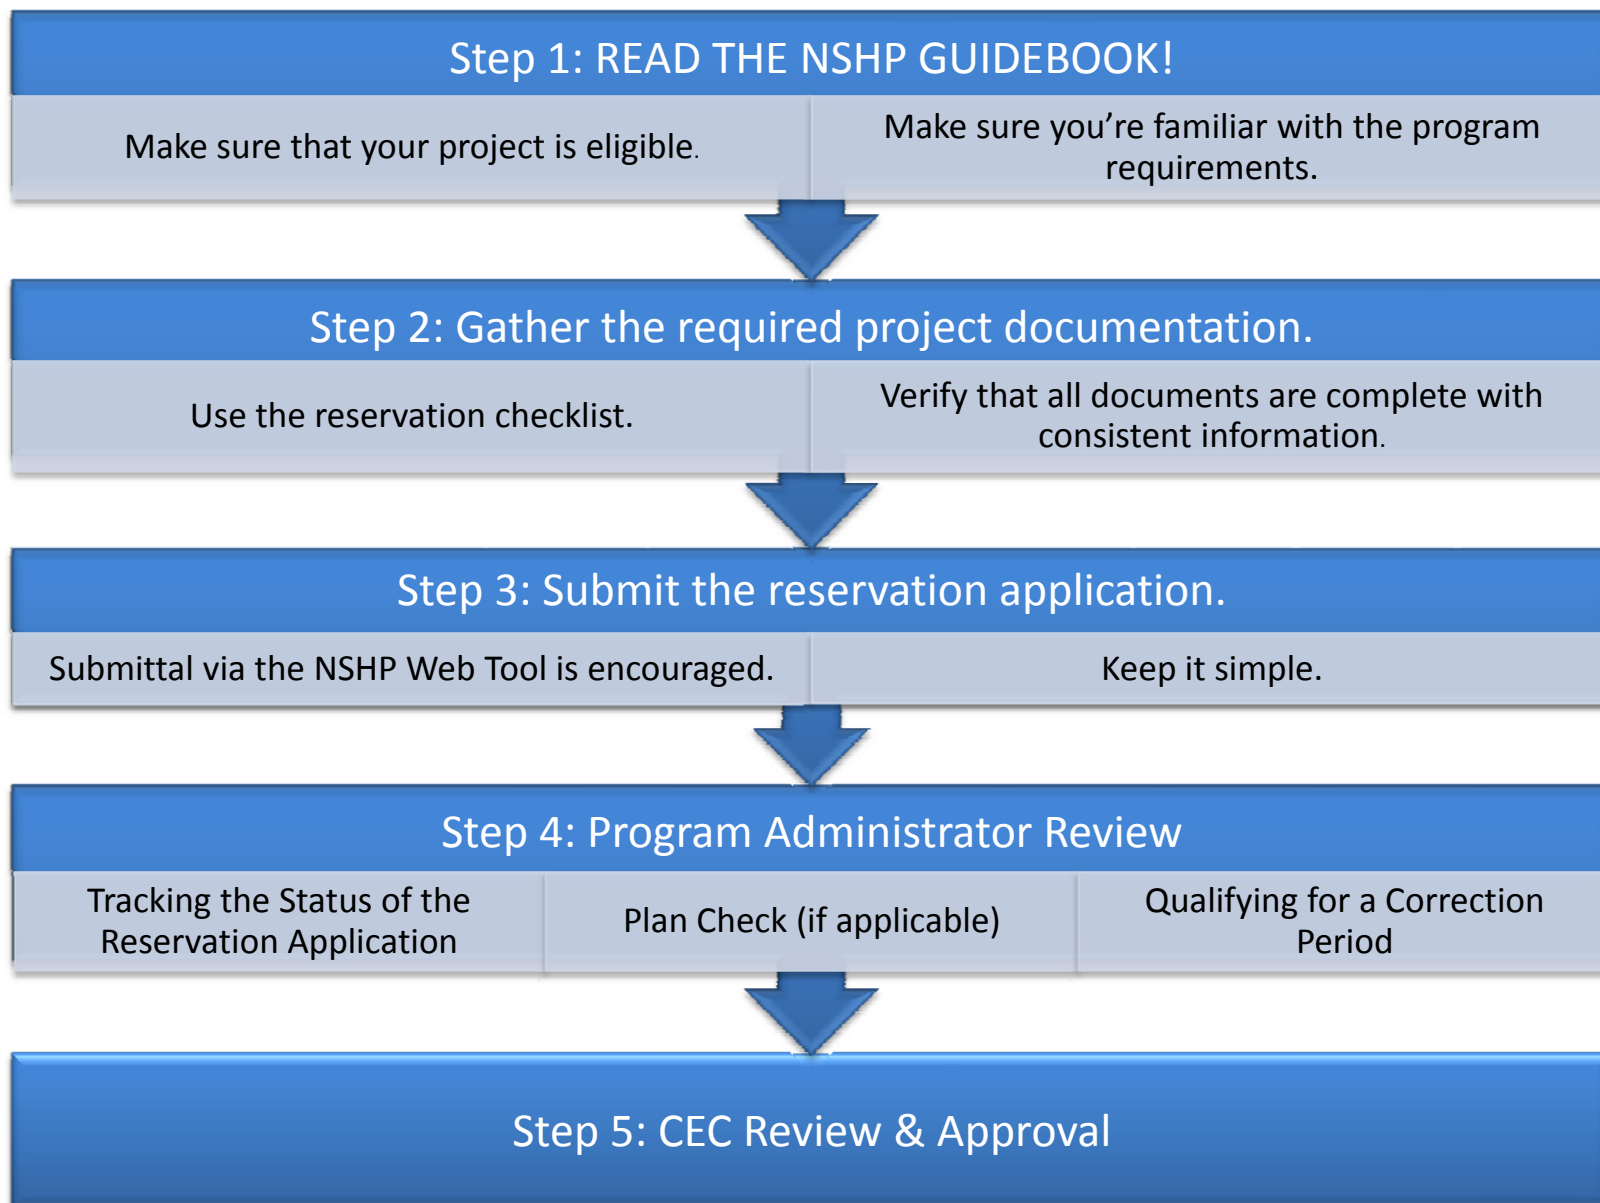 Step 1: READ THE NSHP GUIDEBOOK!
Make sure that your project is eligible.
Make sure you’re familiar with the program
requirements.
Step 2: Gather the required project documentation.
Use the reservation checklist.
Verify that all documents are complete with
consistent information.
Step 3: Submit the reservation application.
Submittal via the NSHP Web Tool is encouraged.
Keep it simple.
Step 4: Program Administrator Review
Tracking the Status of the
Reservation Application
Plan Check (if applicable)
Qualifying for a Correction
Period
Step 5: CEC Review & Approval